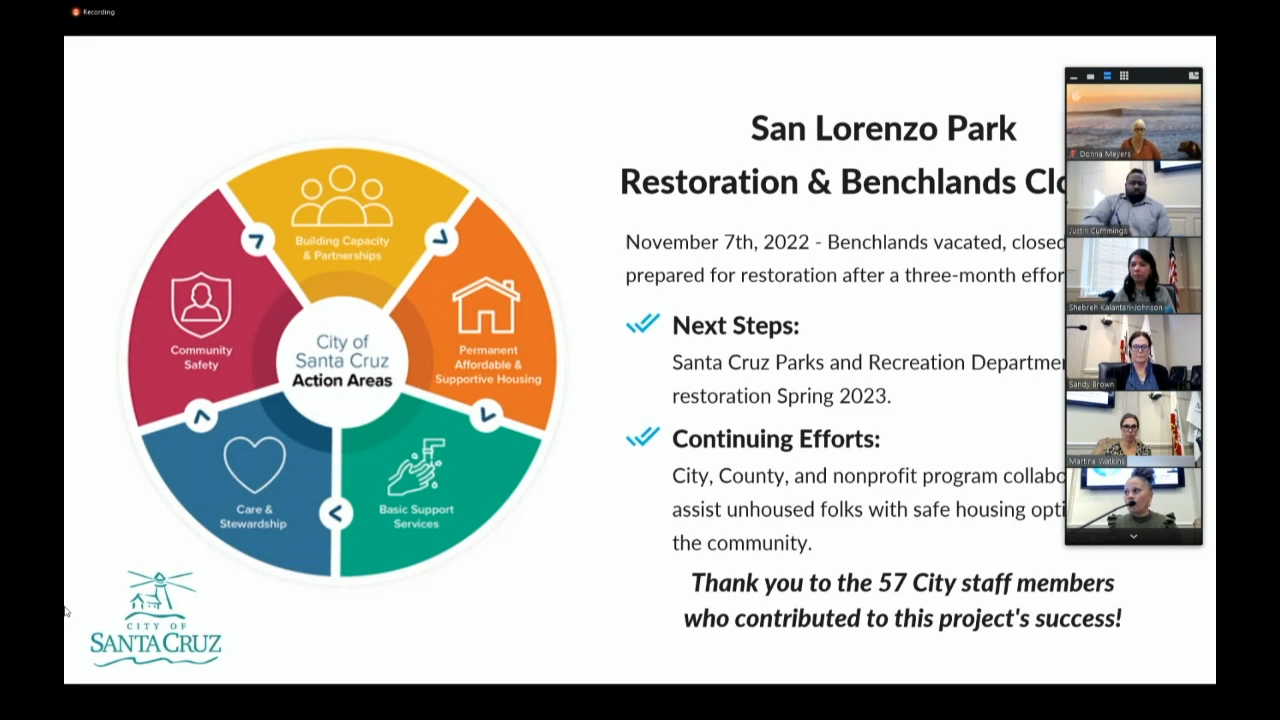 Recording
San Lorenzo Park
Restoration & Benchlands Clo
November 7th, 2022 - Benchlands vacated, closed
prepared for restoration after a three-month effor
Next Steps:
Santa Cruz Parks and Recreation Departmen
restoration Spring 2023.
Continuing Efforts:
City, County, and nonprofit program collabo
assist unhoused folks with safe housing opti
the community.
Thank you to the 57 City staff members
who contributed to this project's success!
Building Capacity
& Partnerships
Permanent
Affordable &
Supportive Housing
Basic Support
Services
Care &
Stewardship
Community
Safety
City of
Santa Cruz
Action Areas
CITY OF
SANTA CRUZ
Donna Meyers
Justin Cummings
Shebreh Kalantari-Johnson
Sandy Brown
Martine Watkins